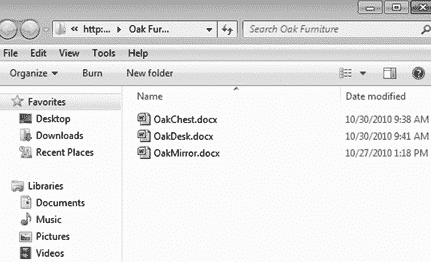 « http:... ▸ Oak Fur... ▸ Search Oak Furniture
File Edit View Tools Help
Organize Burn New folder
Favorites
Desktop
Downloads
Recent Places
Libraries
Documents
Music
Pictures
Videos
Name Date modified
OakChest.docx 10/30/2010 9:38 AM
OakDesk.docx 10/30/2010 9:41 AM
OakMirror.docx 10/27/2010 1:18 PM